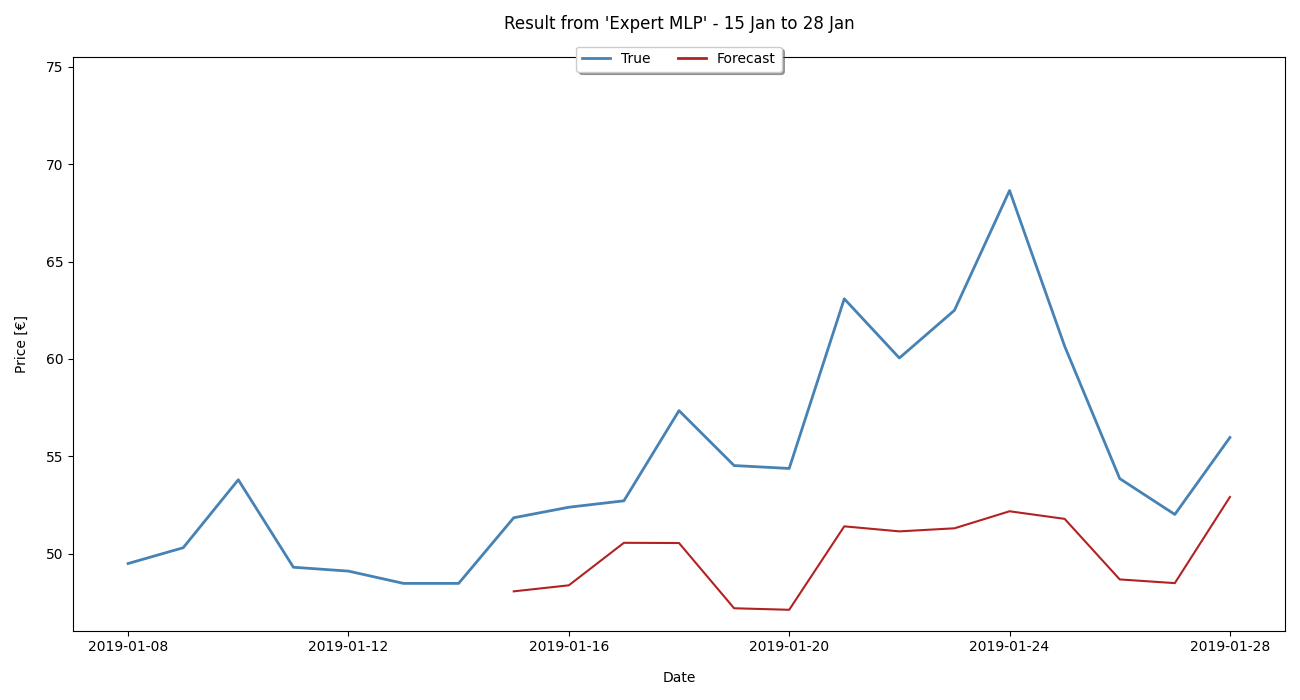 Result from 'Expert MLP' - 15 Jan to 28 Jan
True Forecast
75
70
65
60
55
50
Price [€]
2019-01-08 2019-01-12 2019-01-16 2019-01-20 2019-01-24 2019-01-28
Date